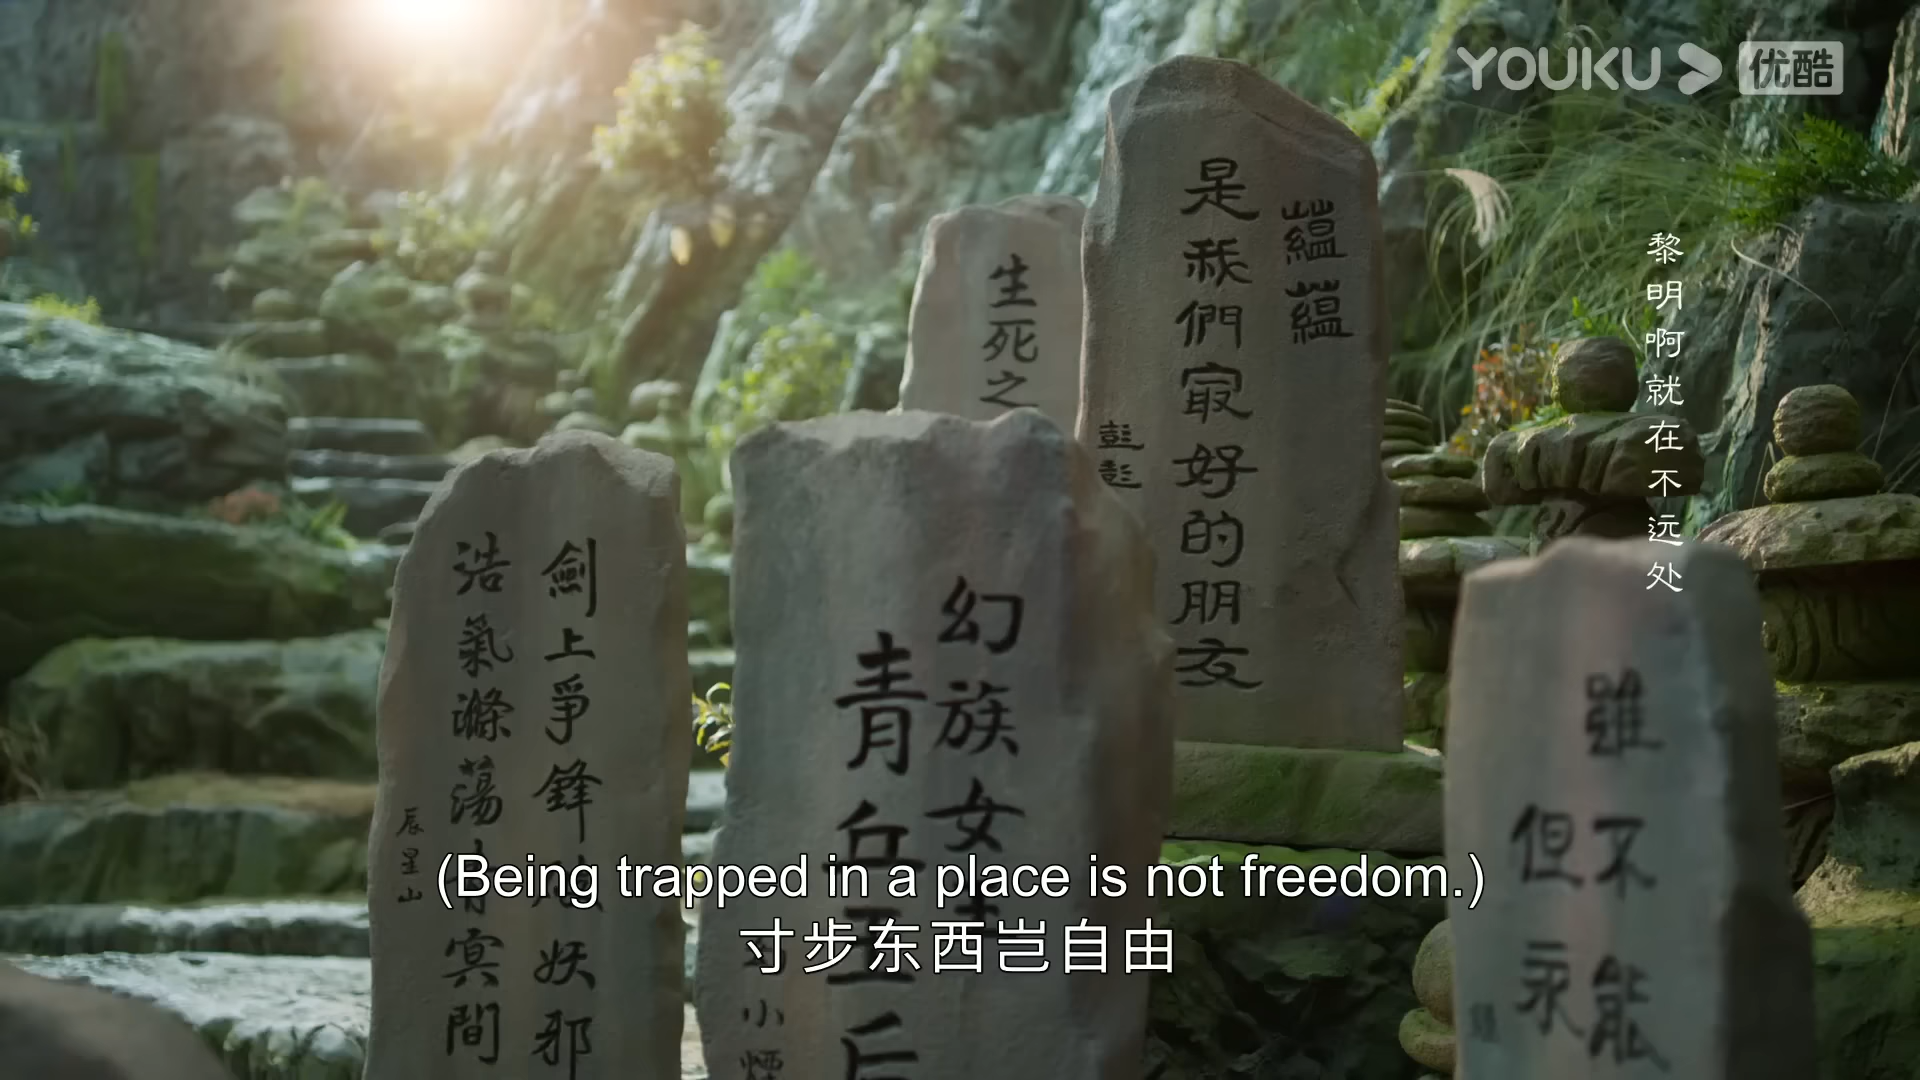 YOUKU 优酷
黎明啊就在不远处
蘊蘊
是我們最好的朋友
彭彭
生死之
劍上爭鋒
妖邪
浩氣滌蕩
冥間
辰星山
幻族女
青丘
后
小煙
雖不能
但永
(Being trapped in a place is not freedom.)
寸步东西岂自由